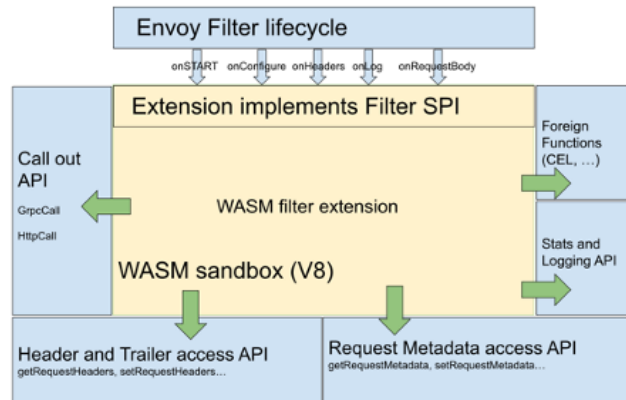 Envoy Filter lifecycle
onSTART onConfigure onHeaders onLog onRequestBody
Extension implements Filter SPI
Call out
API
GrpcCall
HttpCall
WASM filter extension
WASM sandbox (V8)
Foreign
Functions
(CEL, ...)
Stats and
Logging API
Header and Trailer access API
getRequestHeaders, setRequestHeaders...
Request Metadata access API
getRequestMetadata, setRequestMetadata...